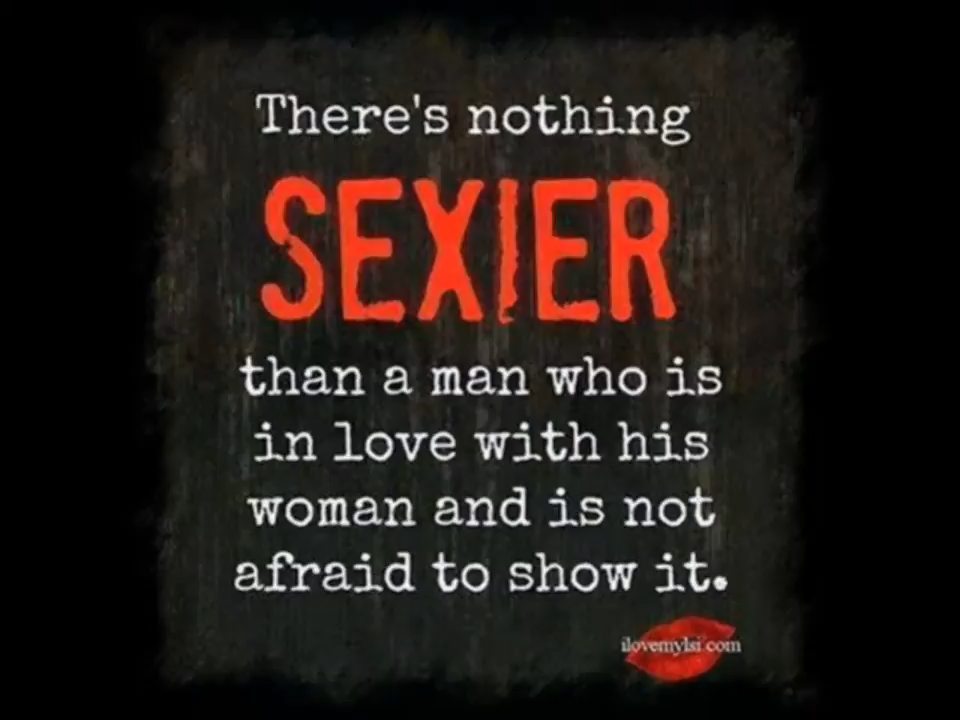 There's nothing
SEXIER
than a man who is
in love with his
woman and is not
afraid to show it.
ilovemylsi.com